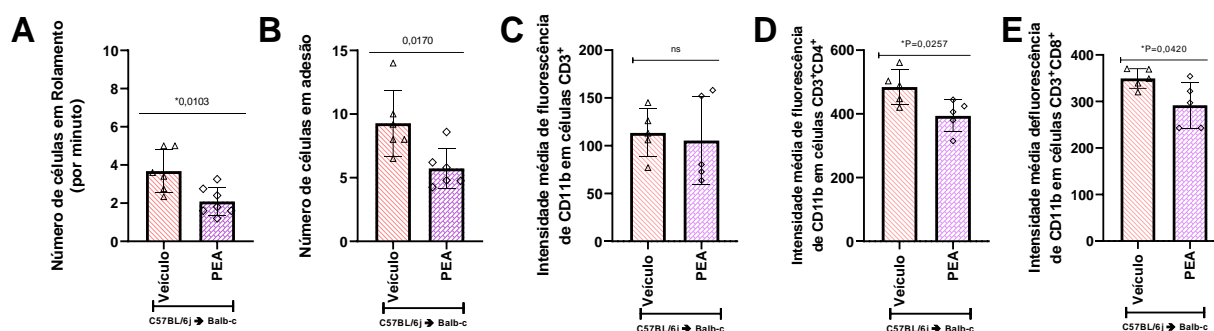 A
Número de células em Rolamento
(por minuto)
10
8
6
4
2
0
*0,0103
Veículo
PEA
C57BL/6j → Balb-c
B
Número de células em adesão
15
10
5
0
0,0170
Veículo
PEA
C57BL/6j → Balb-c
C
Intensidade média de fluorescência
de CD11b em células CD3+
200
150
100
50
0
ns
Veículo
PEA
C57BL/6j → Balb-c
D
Intensidade média de fluorescência
de CD11b em células CD3+CD4+
600
400
200
0
*P=0,0257
Veículo
PEA
C57BL/6j → Balb-c
E
Intensidade média defluorescência
de CD11b em células CD3+CD8+
400
300
200
100
0
*P=0,0420
Veículo
PEA
C57BL/6j → Balb-c